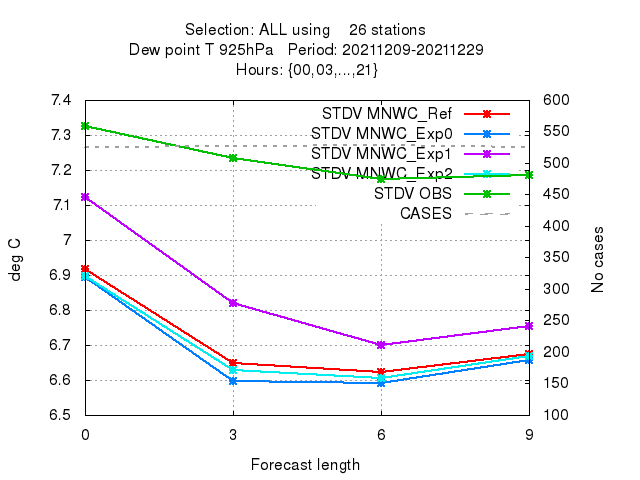 Selection: ALL using    26 stations
Dew point T 925hPa   Period: 20211209-20211229
Hours: {00,03,...,21}
7.4
7.3
7.2
7.1
7
6.9
6.8
6.7
6.6
6.5
600
550
500
450
400
350
300
250
200
150
100
STDV MNWC_Ref
STDV MNWC_Exp0
STDV MNWC_Exp1
STDV MNWC_Exp2
STDV OBS
CASES
deg C
No cases
0 3 6 9
Forecast length